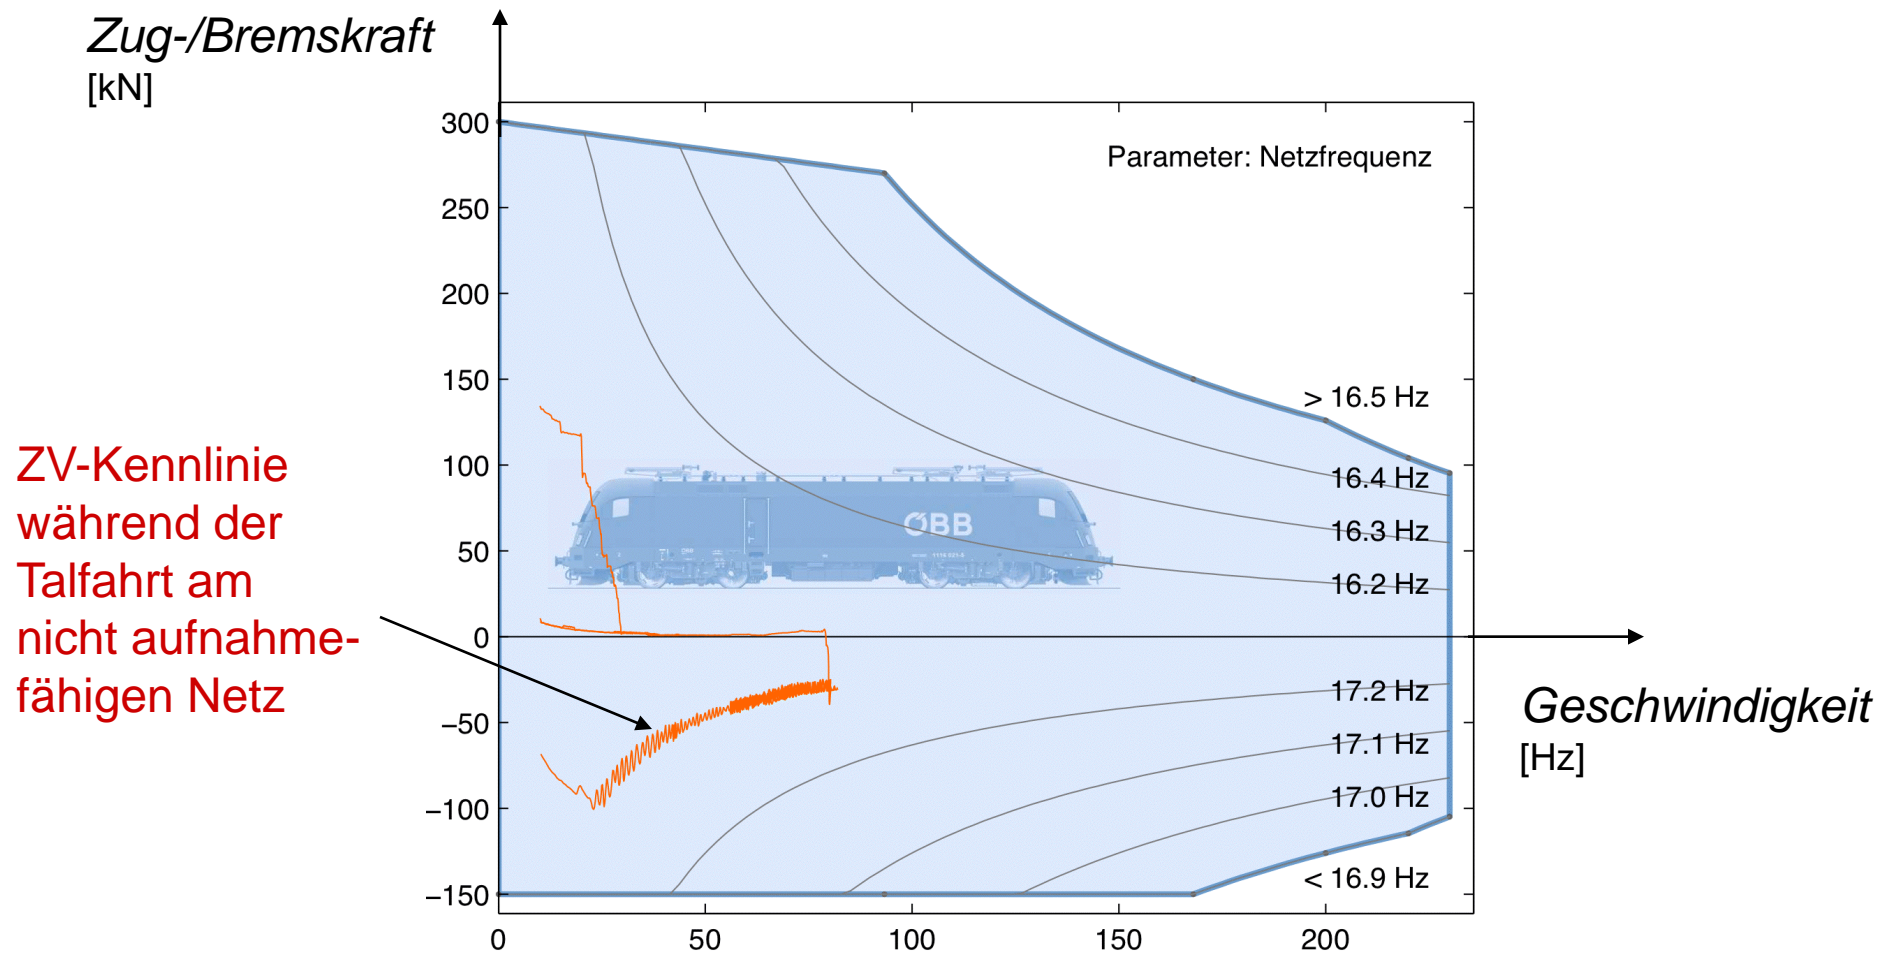 Zug-/Bremskraft
[kN]
Parameter: Netzfrequenz
300
250
200
150
100
50
0
−50
−100
−150
> 16.5 Hz
16.4 Hz
16.3 Hz
16.2 Hz
17.2 Hz
17.1 Hz
17.0 Hz
< 16.9 Hz
ÖBB
ZV-Kennlinie
während der
Talfahrt am
nicht aufnahme-
fähigen Netz
Geschwindigkeit
[Hz]
0
50
100
150
200